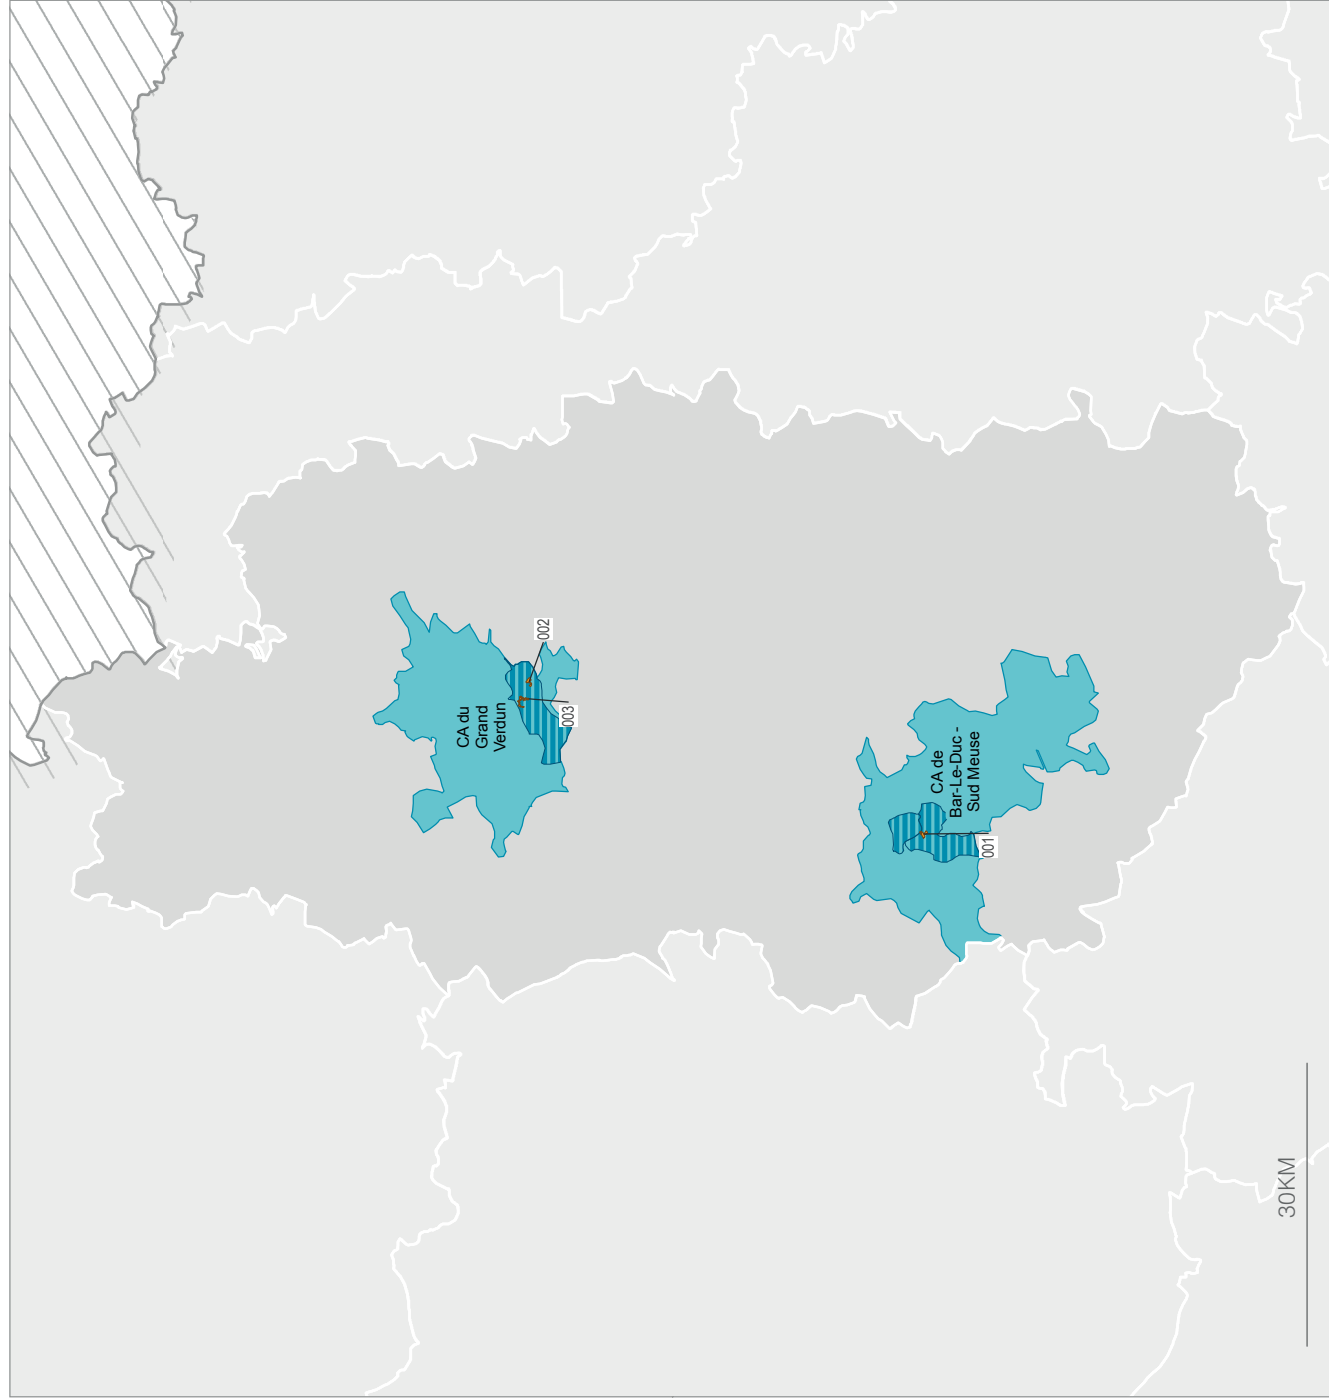 CA du
Grand
Verdun
002
003
CA de
Bar-Le-Duc -
Sud Meuse
001
30KM